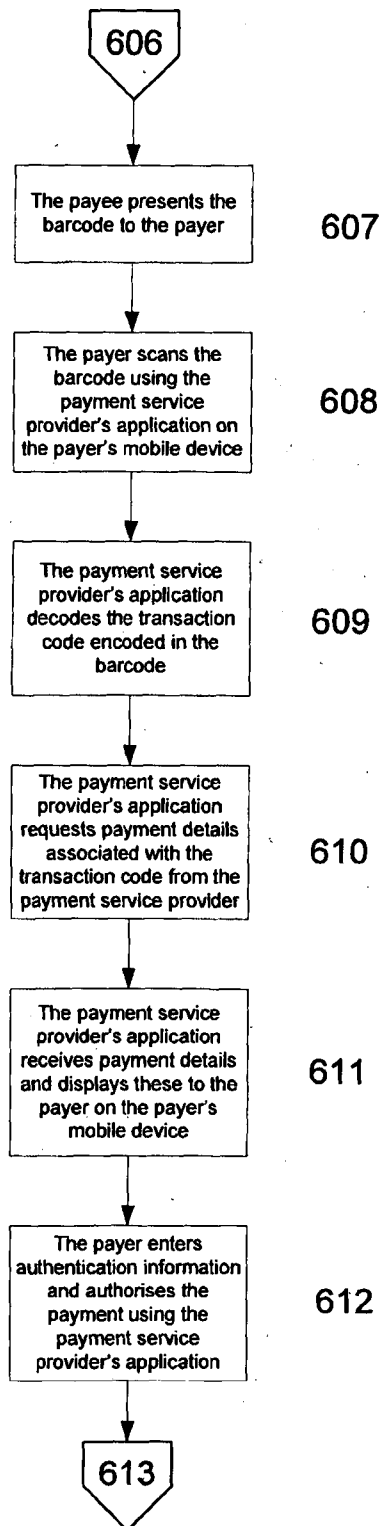 606
The payee presents the
barcode to the payer
607
The payer scans the
barcode using the
payment service
provider's application on
the payer's mobile device
608
The payment service
provider's application
decodes the transaction
code encoded in the
barcode
609
The payment service
provider's application
requests payment details
associated with the
transaction code from the
payment service provider
610
The payment service
provider's application
receives payment details
and displays these to the
payer on the payer's
mobile device
611
The payer enters
authentication information
and authorises the
payment using the
payment service
provider's application
612
613